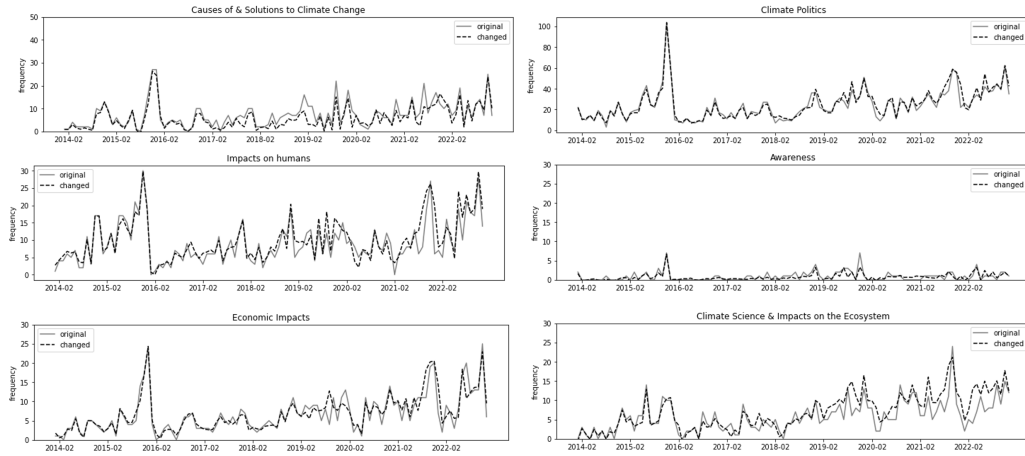 Causes of & Solutions to Climate Change
50
40
30
20
10
0
frequency
original
changed
2014-02 2015-02 2016-02 2017-02 2018-02 2019-02 2020-02 2021-02 2022-02
Climate Politics
100
80
60
40
20
0
frequency
original
changed
2014-02 2015-02 2016-02 2017-02 2018-02 2019-02 2020-02 2021-02 2022-02
Impacts on humans
30
25
20
15
10
5
0
frequency
original
changed
2014-02 2015-02 2016-02 2017-02 2018-02 2019-02 2020-02 2021-02 2022-02
Awareness
30
25
20
15
10
5
0
frequency
original
changed
2014-02 2015-02 2016-02 2017-02 2018-02 2019-02 2020-02 2021-02 2022-02
Economic Impacts
30
25
20
15
10
5
0
frequency
original
changed
2014-02 2015-02 2016-02 2017-02 2018-02 2019-02 2020-02 2021-02 2022-02
Climate Science & Impacts on the Ecosystem
30
25
20
15
10
5
0
frequency
original
changed
2014-02 2015-02 2016-02 2017-02 2018-02 2019-02 2020-02 2021-02 2022-02